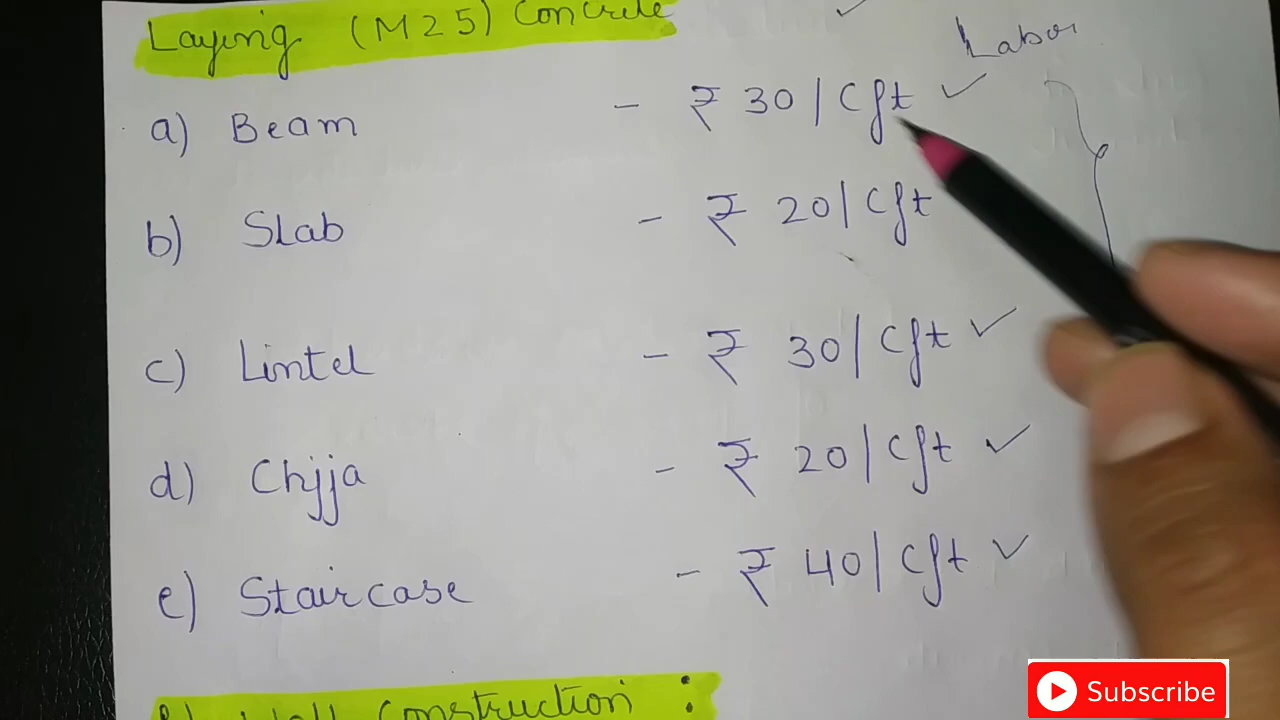 Laying (M25) Concrete
Labor
a) Beam - ₹ 30/Cft
b) Slab - ₹ 20/Cft
c) Lintel - ₹ 30/Cft
d) Chjja - ₹ 20/Cft
e) Staircase - ₹ 40/Cft
Wall Construction :
Subscribe